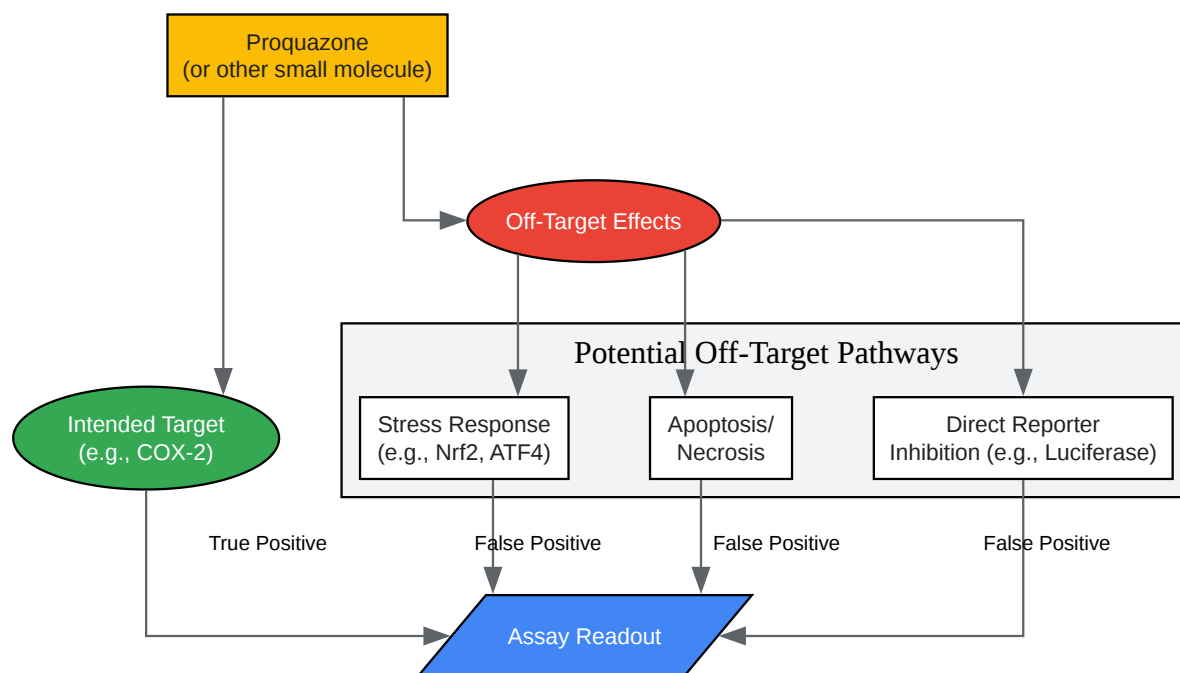 Proquazone
(or other small molecule)
Off-Target Effects
Potential Off-Target Pathways
Intended Target
(e.g., COX-2)
Stress Response
(e.g., Nrf2, ATF4)
Apoptosis/
Necrosis
Direct Reporter
Inhibition (e.g., Luciferase)
True Positive
False Positive
False Positive
False Positive
Assay Readout